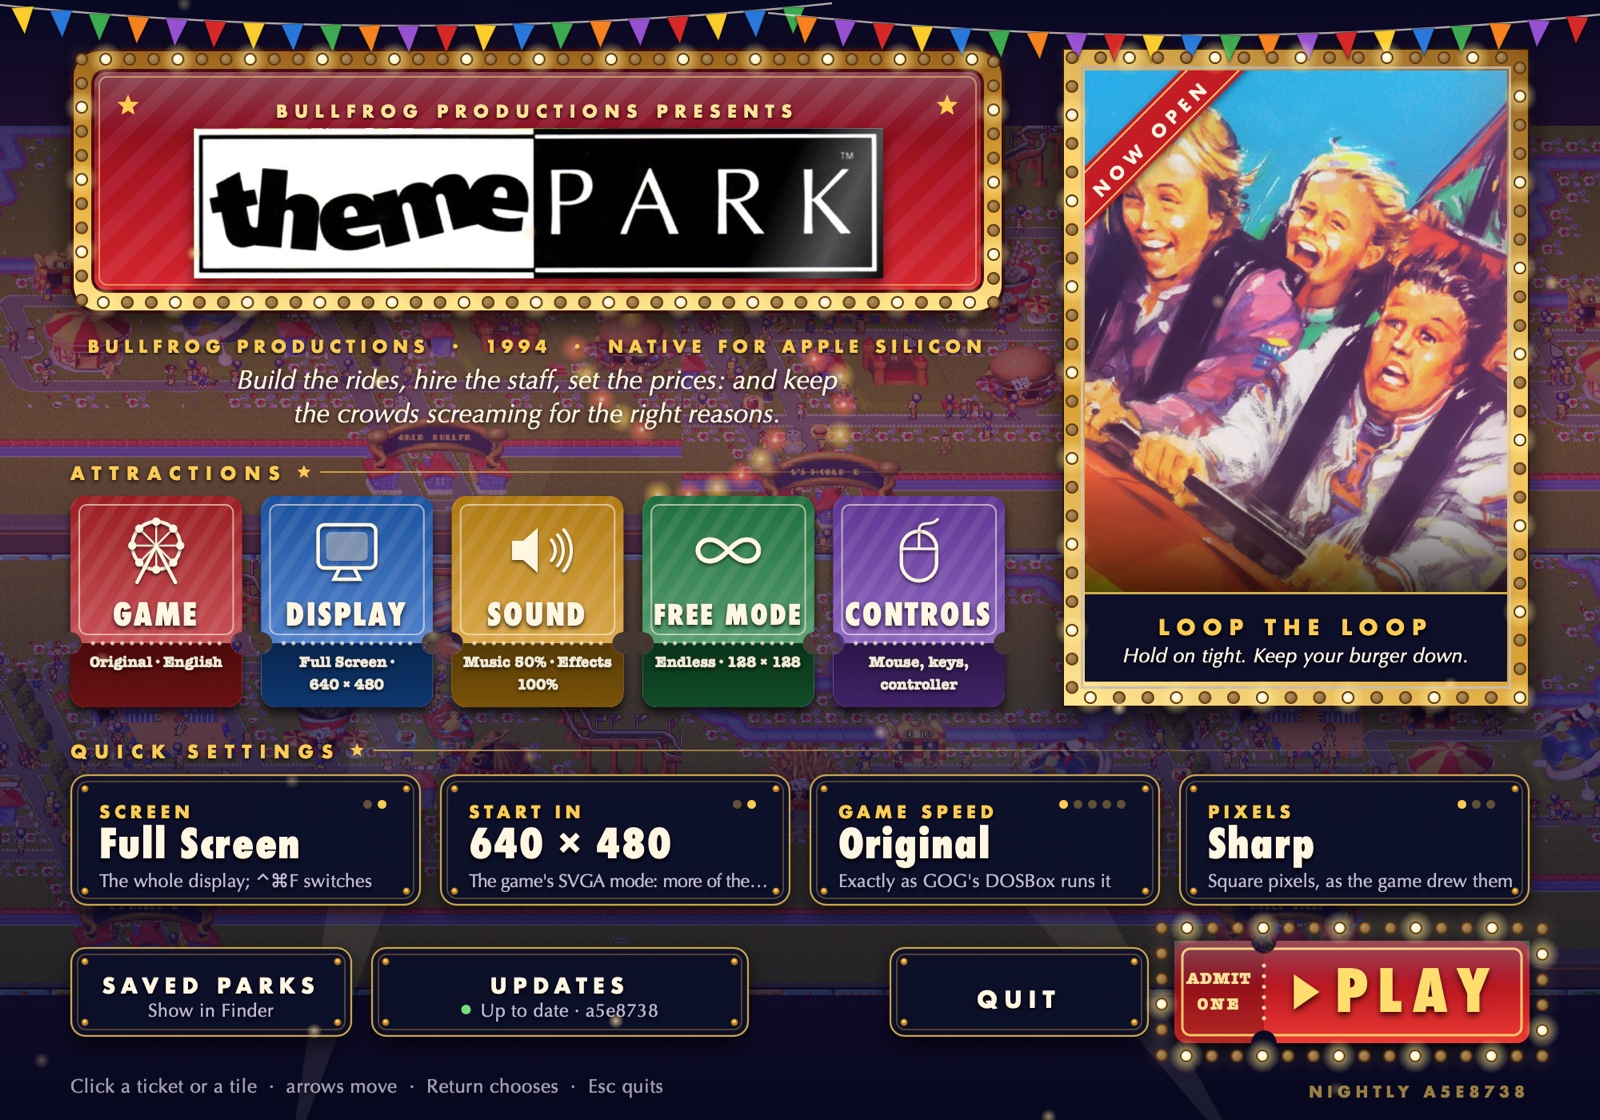 BULLFROG PRODUCTIONS PRESENTS
theme PARK™
NOW OPEN
BULLFROG PRODUCTIONS · 1994 · NATIVE FOR APPLE SILICON
Build the rides, hire the staff, set the prices: and keep
the crowds screaming for the right reasons.
ATTRACTIONS ★
GAME
Original · English
DISPLAY
Full Screen ·
640 × 480
SOUND
Music 50% · Effects
100%
FREE MODE
Endless · 128 × 128
CONTROLS
Mouse, keys,
controller
LOOP THE LOOP
Hold on tight. Keep your burger down.
QUICK SETTINGS ★
SCREEN
Full Screen
The whole display; ^⌘F switches
START IN
640 × 480
The game's SVGA mode: more of the...
GAME SPEED
Original
Exactly as GOG's DOSBox runs it
PIXELS
Sharp
Square pixels, as the game drew them
SAVED PARKS
Show in Finder
UPDATES
Up to date · a5e8738
QUIT
ADMIT
ONE
PLAY
Click a ticket or a tile · arrows move · Return chooses · Esc quits
NIGHTLY A5E8738